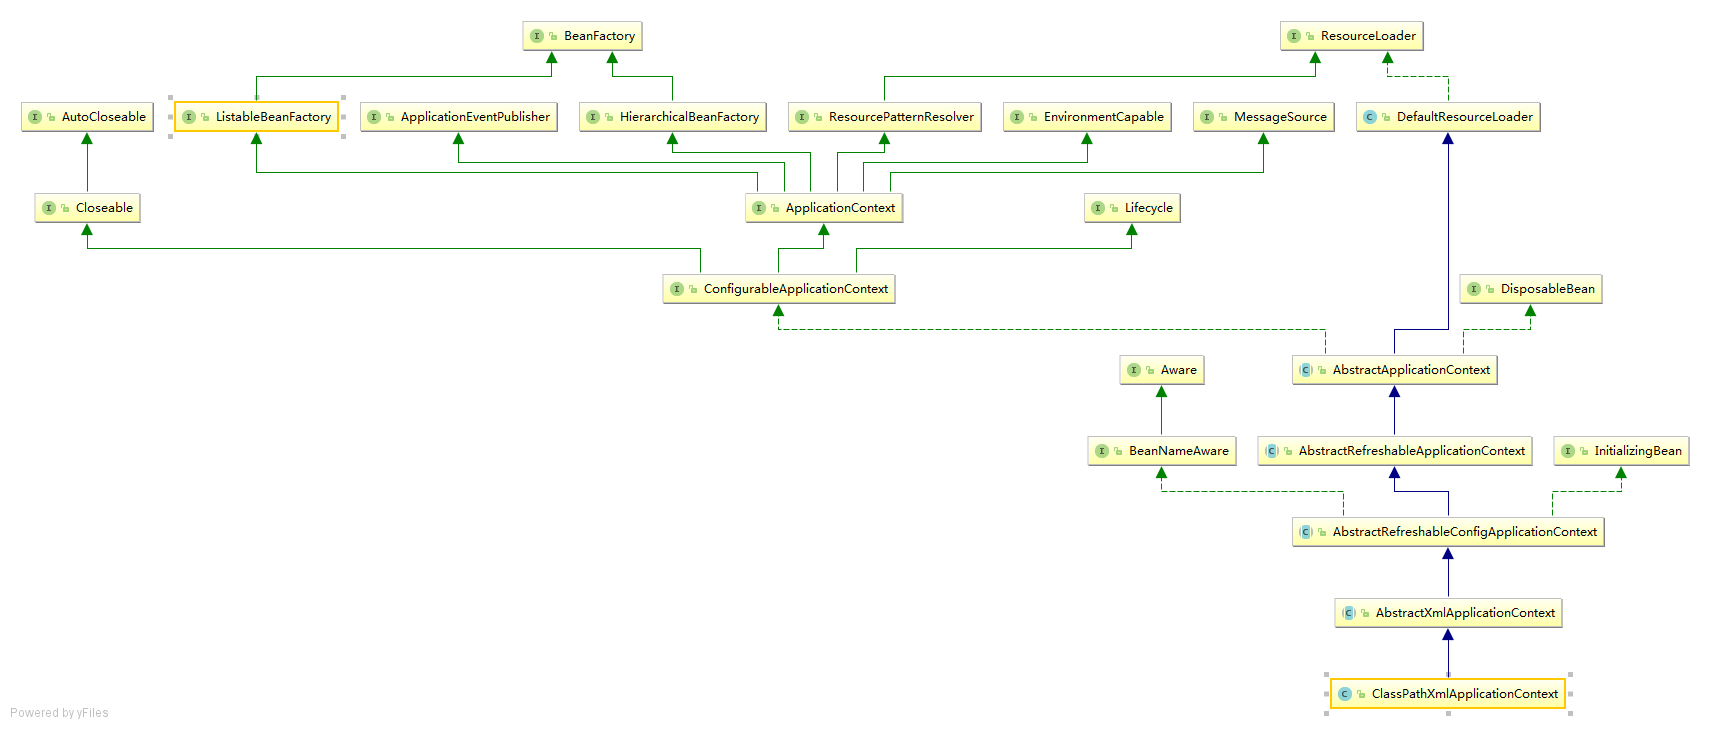 BeanFactory
ResourceLoader
AutoCloseable
ListableBeanFactory
ApplicationEventPublisher
HierarchicalBeanFactory
ResourcePatternResolver
EnvironmentCapable
MessageSource
DefaultResourceLoader
Closeable
ApplicationContext
Lifecycle
ConfigurableApplicationContext
DisposableBean
Aware
AbstractApplicationContext
BeanNameAware
AbstractRefreshableApplicationContext
InitializingBean
AbstractRefreshableConfigApplicationContext
AbstractXmlApplicationContext
ClassPathXmlApplicationContext
Powered by yFiles